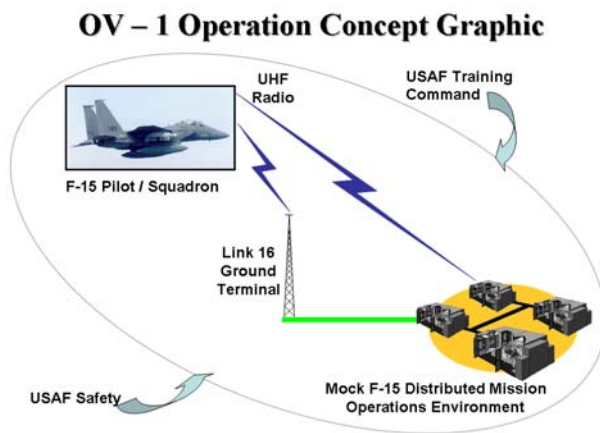 OV – 1 Operation Concept Graphic
UHF
Radio
USAF Training
Command
F-15 Pilot / Squadron
Link 16
Ground
Terminal
USAF Safety
Mock F-15 Distributed Mission
Operations Environment